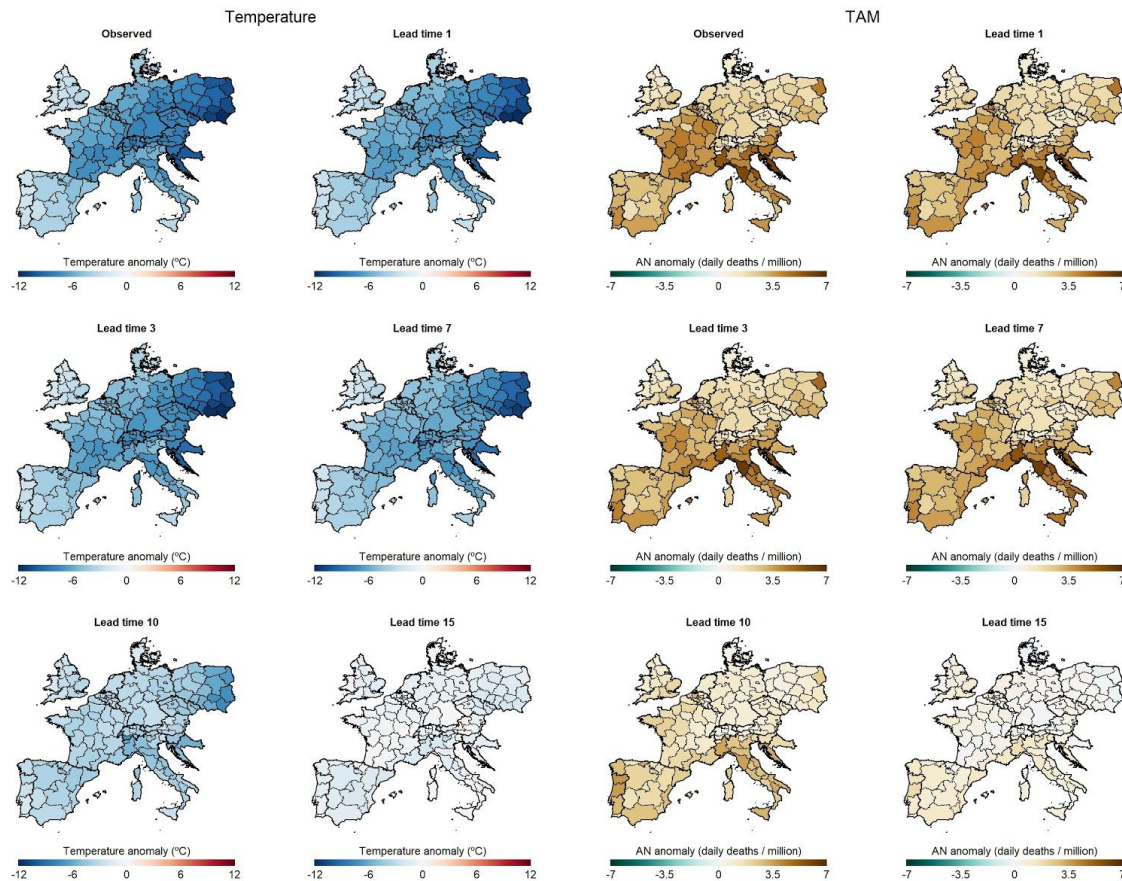 Temperature TAM
Observed Lead time 1 Observed Lead time 1
Temperature anomaly (ºC) Temperature anomaly (ºC) AN anomaly (daily deaths / million) AN anomaly (daily deaths / million)
-12 -6 0 6 12 -12 -6 0 6 12 -7 -3.5 0 3.5 7 -7 -3.5 0 3.5 7
Lead time 3 Lead time 7 Lead time 3 Lead time 7
Temperature anomaly (ºC) Temperature anomaly (ºC) AN anomaly (daily deaths / million) AN anomaly (daily deaths / million)
-12 -6 0 6 12 -12 -6 0 6 12 -7 -3.5 0 3.5 7 -7 -3.5 0 3.5 7
Lead time 10 Lead time 15 Lead time 10 Lead time 15
Temperature anomaly (ºC) Temperature anomaly (ºC) AN anomaly (daily deaths / million) AN anomaly (daily deaths / million)
-12 -6 0 6 12 -12 -6 0 6 12 -7 -3.5 0 3.5 7 -7 -3.5 0 3.5 7